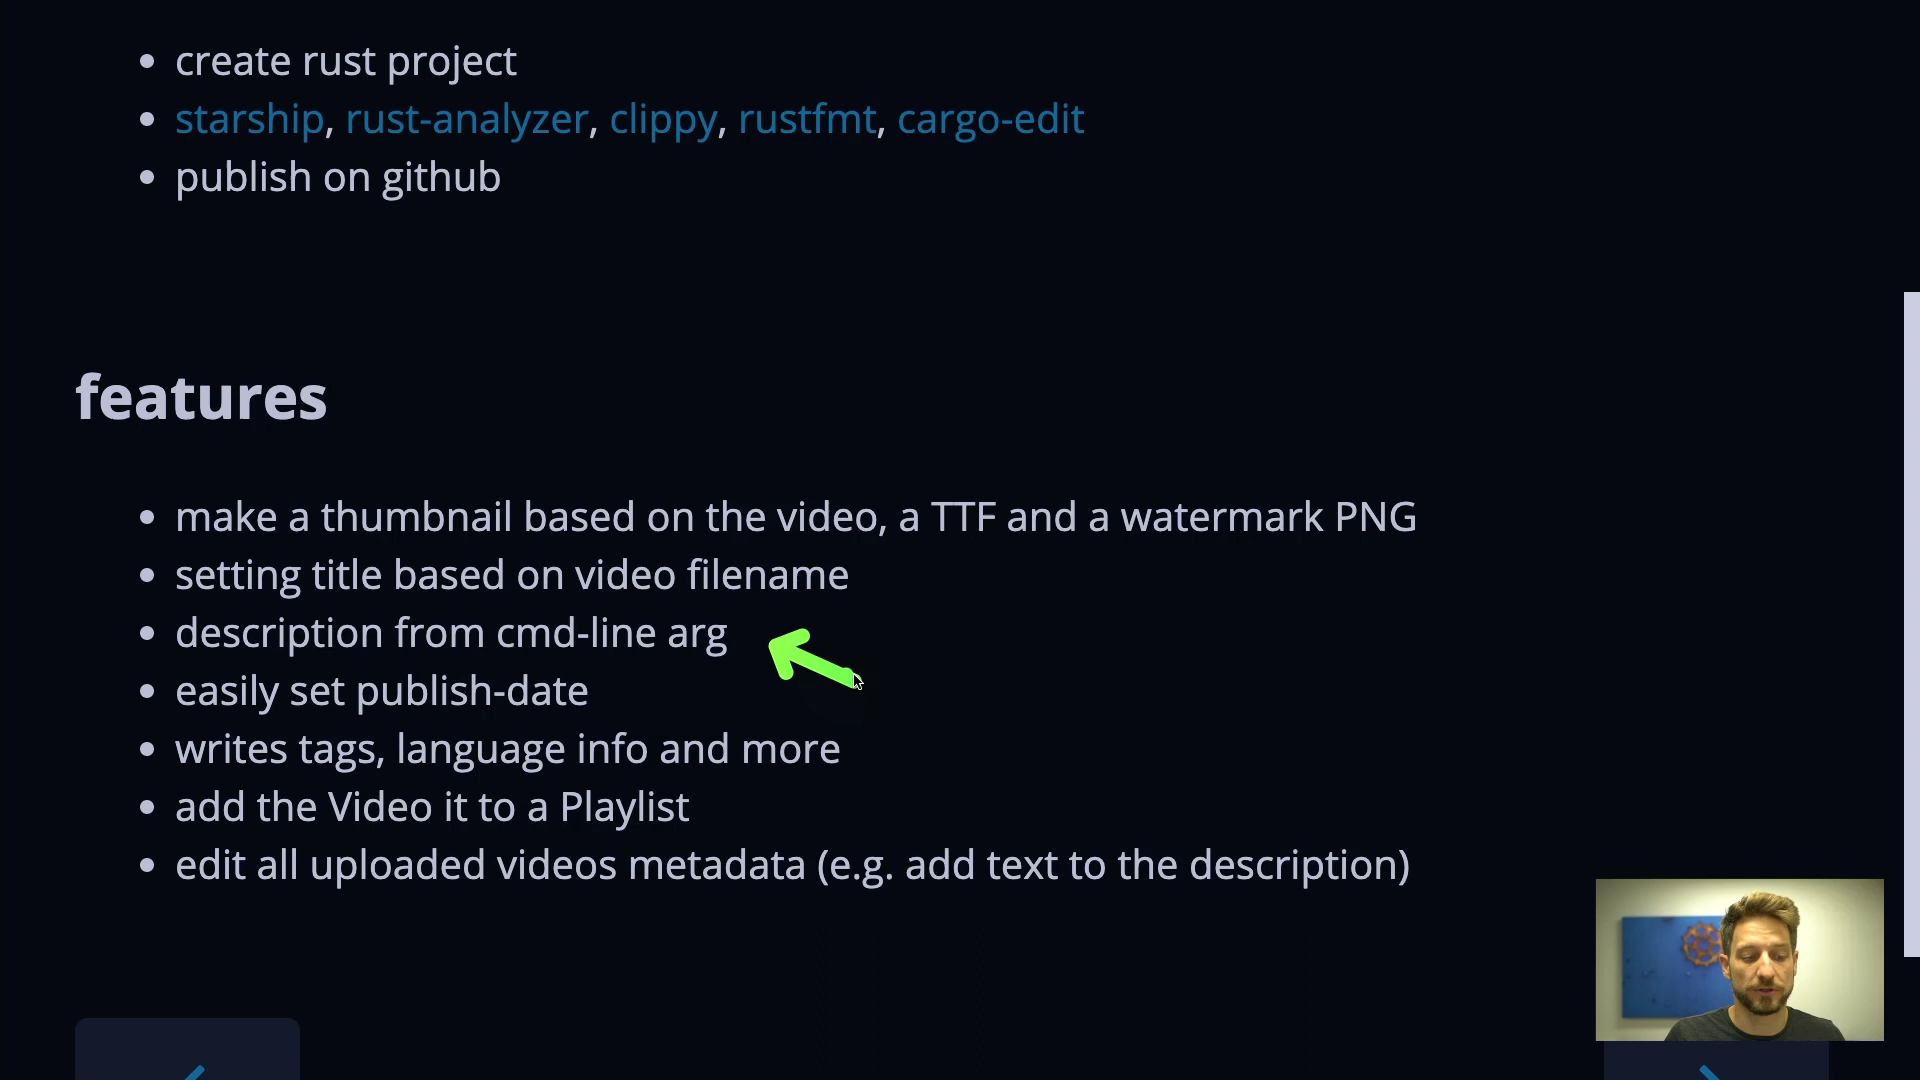 create rust project
starship, rust-analyzer, clippy, rustfmt, cargo-edit
publish on github
features
make a thumbnail based on the video, a TTF and a watermark PNG
setting title based on video filename
description from cmd-line arg
easily set publish-date
writes tags, language info and more
add the Video it to a Playlist
edit all uploaded videos metadata (e.g. add text to the description)